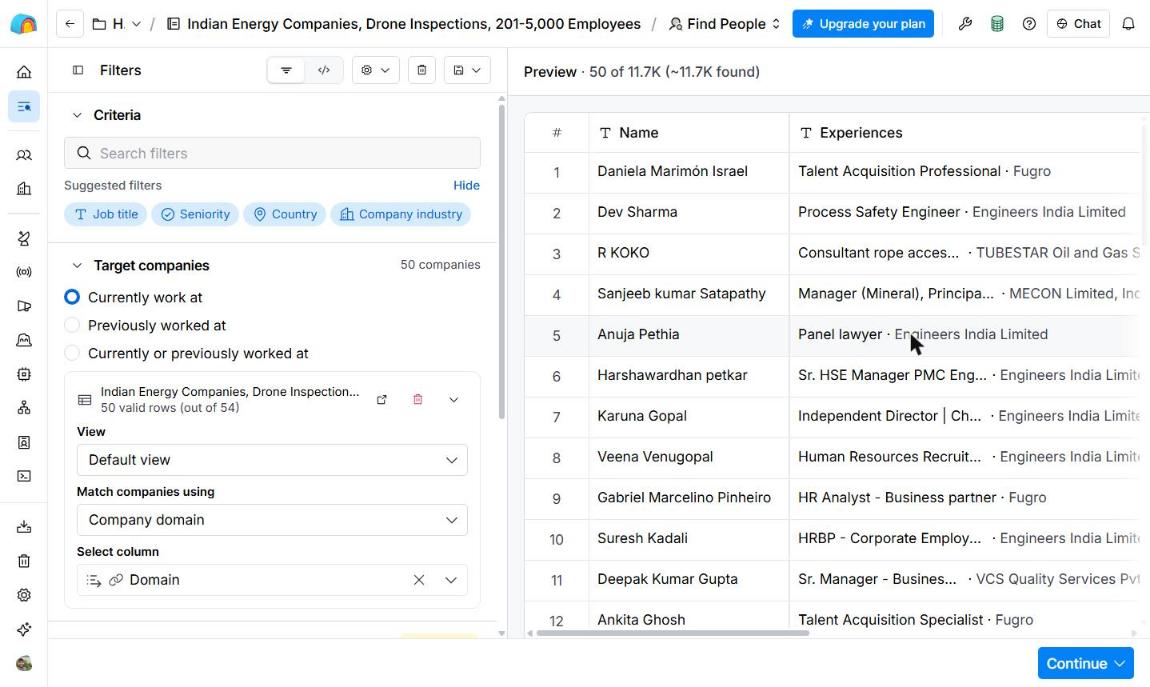 H.
/
Indian Energy Companies, Drone Inspections, 201-5,000 Employees
/
Find People
Upgrade your plan
Chat
Filters
Criteria
Search filters
Suggested filters
Hide
Job title
Seniority
Country
Company industry
Target companies
50 companies
Currently work at
Previously worked at
Currently or previously worked at
Indian Energy Companies, Drone Inspection...
50 valid rows (out of 54)
View
Default view
Match companies using
Company domain
Select column
Domain
Preview · 50 of 11.7K (~11.7K found)
# Name Experiences
1 Daniela Marimón Israel Talent Acquisition Professional · Fugro
2 Dev Sharma Process Safety Engineer · Engineers India Limited
3 R KOKO Consultant rope acces... · TUBESTAR Oil and Gas S
4 Sanjeeb kumar Satapathy Manager (Mineral), Principa... · MECON Limited, Inc
5 Anuja Pethia Panel lawyer · Engineers India Limited
6 Harshawardhan petkar Sr. HSE Manager PMC Eng... · Engineers India Limite
7 Karuna Gopal Independent Director | Ch... · Engineers India Limite
8 Veena Venugopal Human Resources Recruit... · Engineers India Limite
9 Gabriel Marcelino Pinheiro HR Analyst - Business partner · Fugro
10 Suresh Kadali HRBP - Corporate Employ... · Engineers India Limite
11 Deepak Kumar Gupta Sr. Manager - Busines... · VCS Quality Services Pvt
12 Ankita Ghosh Talent Acquisition Specialist · Fugro
Continue